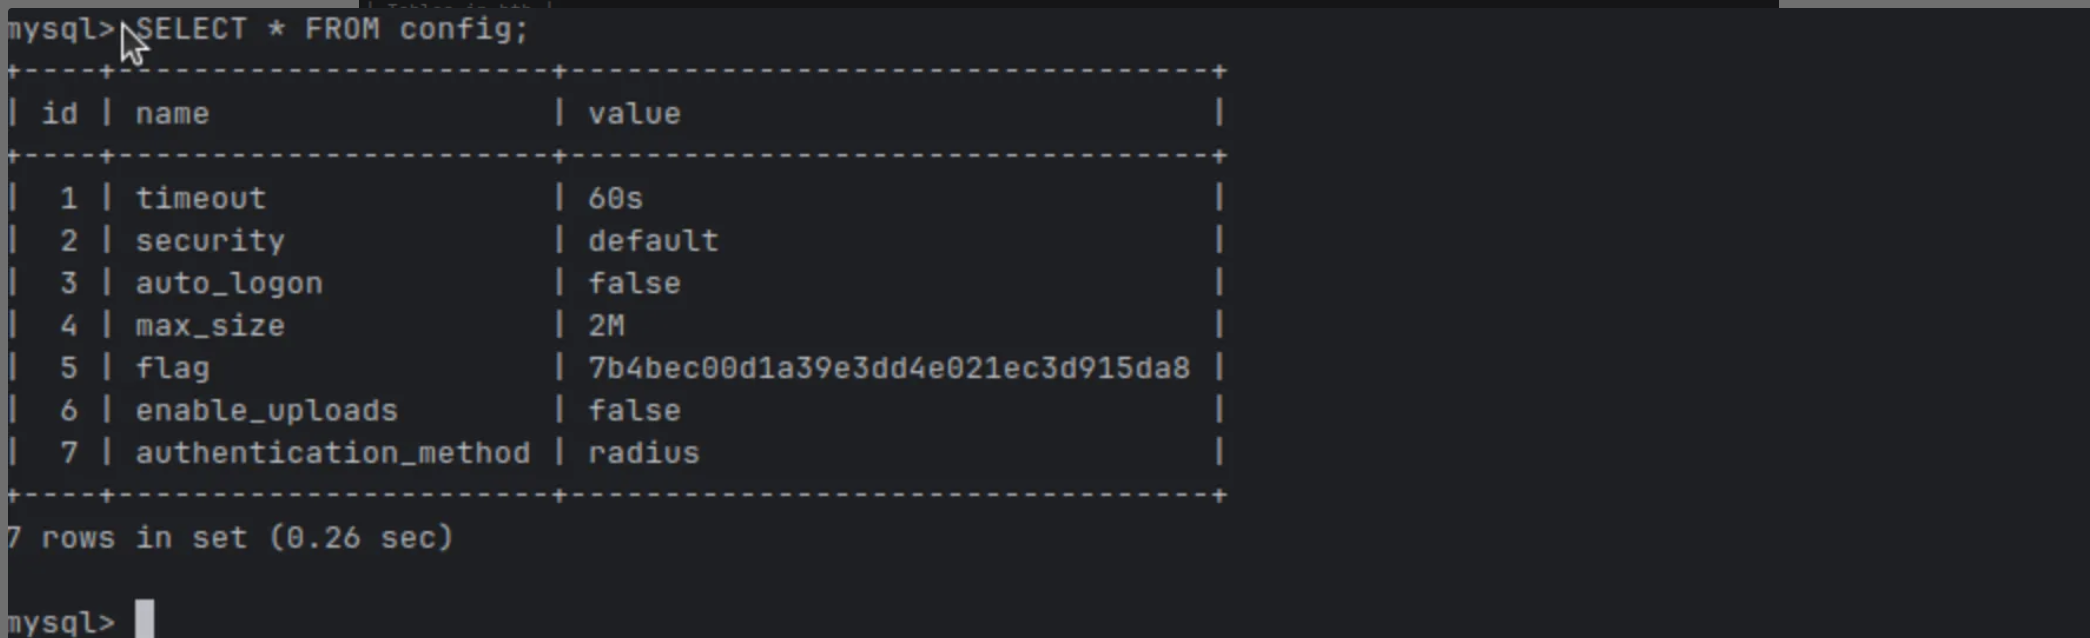 mysql> SELECT * FROM config;
+----+-----------------------+----------------------------------+
| id | name                  | value                            |
+----+-----------------------+----------------------------------+
|  1 | timeout               | 60s                              |
|  2 | security              | default                          |
|  3 | auto_logon            | false                            |
|  4 | max_size              | 2M                               |
|  5 | flag                  | 7b4bec00d1a39e3dd4e021ec3d915da8 |
|  6 | enable_uploads        | false                            |
|  7 | authentication_method | radius                           |
+----+-----------------------+----------------------------------+
7 rows in set (0.26 sec)
mysql>